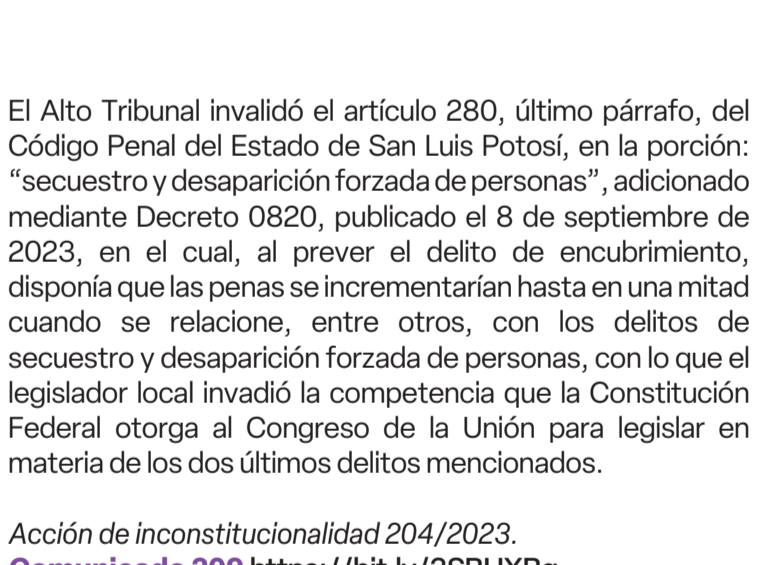 El Alto Tribunal invalidó el artículo 280, último párrafo, del
Código Penal del Estado de San Luis Potosí, en la porción:
“secuestro y desaparición forzada de personas”, adicionado
mediante Decreto 0820, publicado el 8 de septiembre de
2023, en el cual, al prever el delito de encubrimiento,
disponía que las penas se incrementarían hasta en una mitad
cuando se relacione, entre otros, con los delitos de
secuestro y desaparición forzada de personas, con lo que el
legislador local invadió la competencia que la Constitución
Federal otorga al Congreso de la Unión para legislar en
materia de los dos últimos delitos mencionados.
Acción de inconstitucionalidad 204/2023.
Comunicado